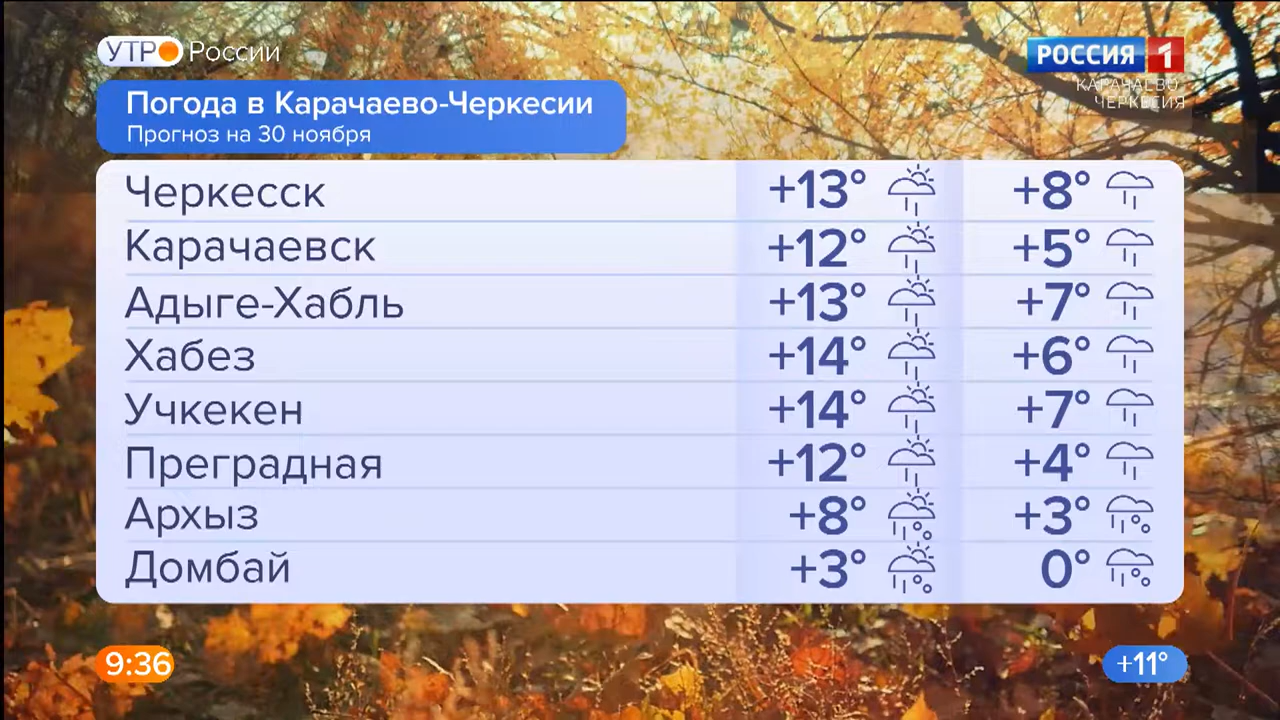 УТРО России
РОССИЯ 1
КАРАЧАЕВО-
ЧЕРКЕСИЯ
Погода в Карачаево-Черкесии
Прогноз на 30 ноября
Черкесск +13° +8°
Карачаевск +12° +5°
Адыге-Хабль +13° +7°
Хабез +14° +6°
Учкекен +14° +7°
Преградная +12° +4°
Архыз +8° +3°
Домбай +3° 0°
9:36
+11°